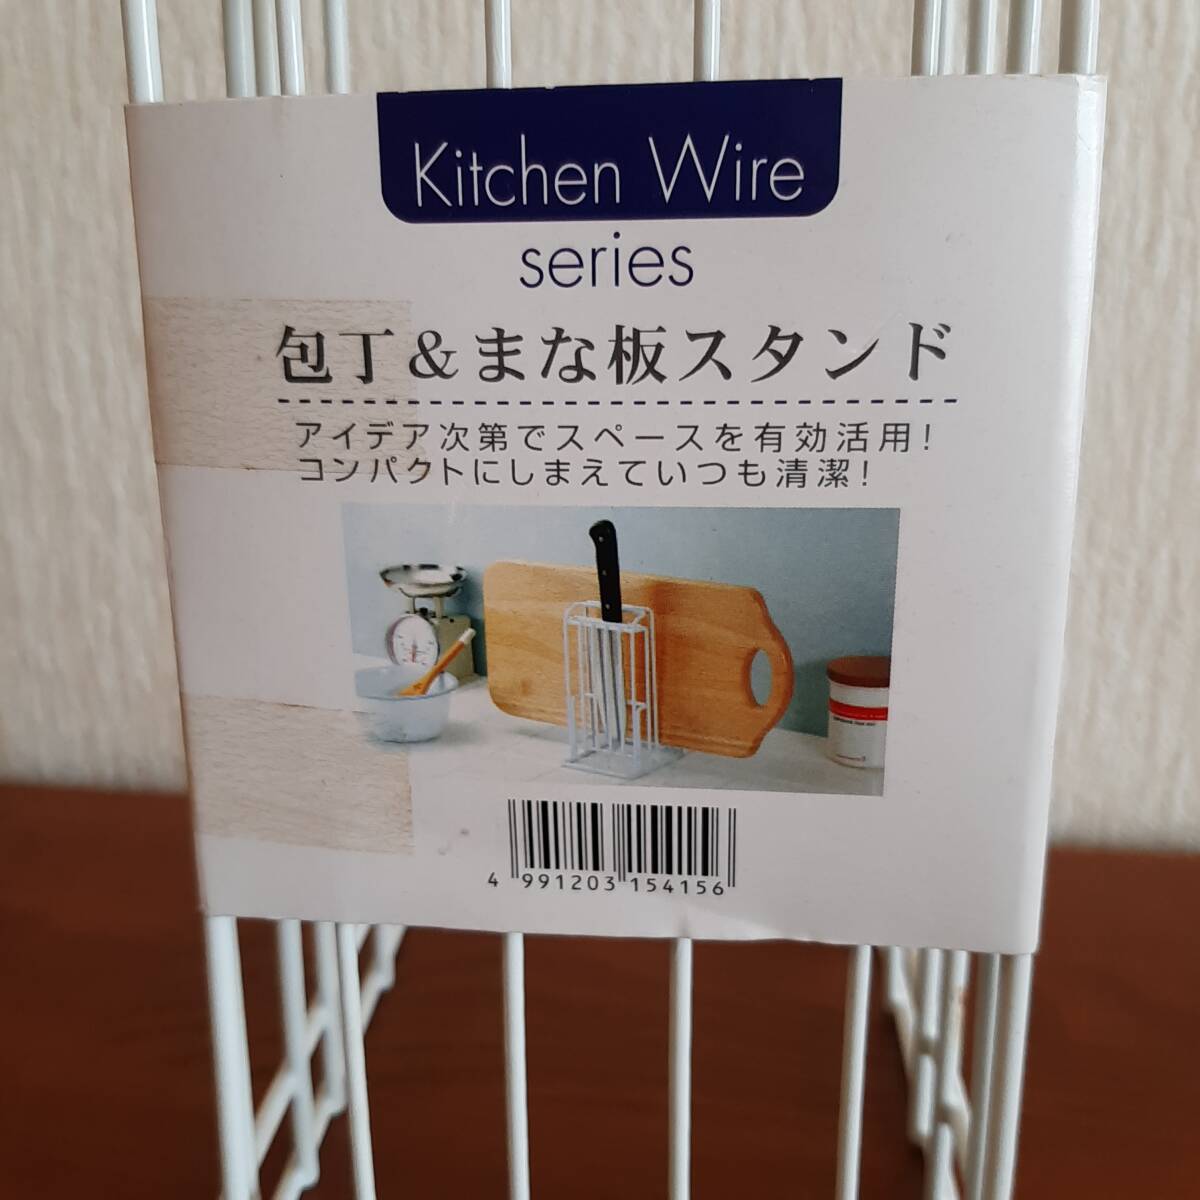 Kitchen Wire
series
包丁＆まな板スタンド
アイデア次第でスペースを有効活用！
コンパクトにしまえていつも清潔！
4 991203 154156